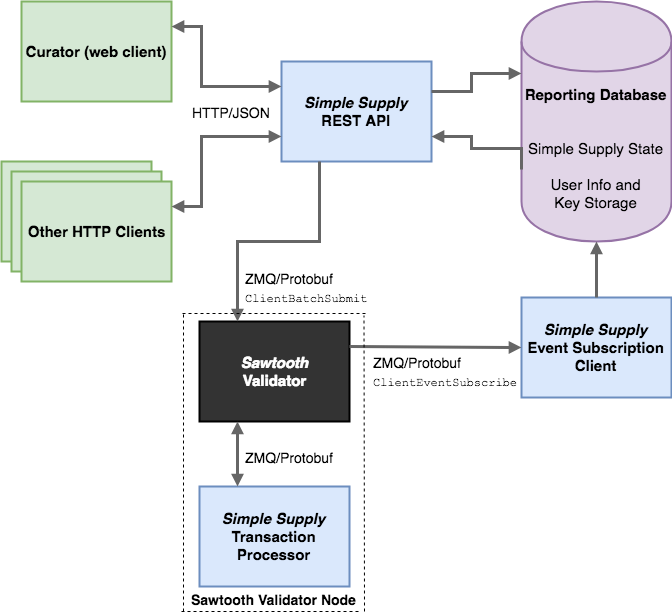 Curator (web client)
HTTP/JSON
Simple Supply
REST API
Reporting Database
Simple Supply State
User Info and
Key Storage
Other HTTP Clients
ZMQ/Protobuf
ClientBatchSubmit
Sawtooth
Validator
ZMQ/Protobuf
ClientEventSubscribe
Simple Supply
Event Subscription
Client
ZMQ/Protobuf
Simple Supply
Transaction
Processor
Sawtooth Validator Node